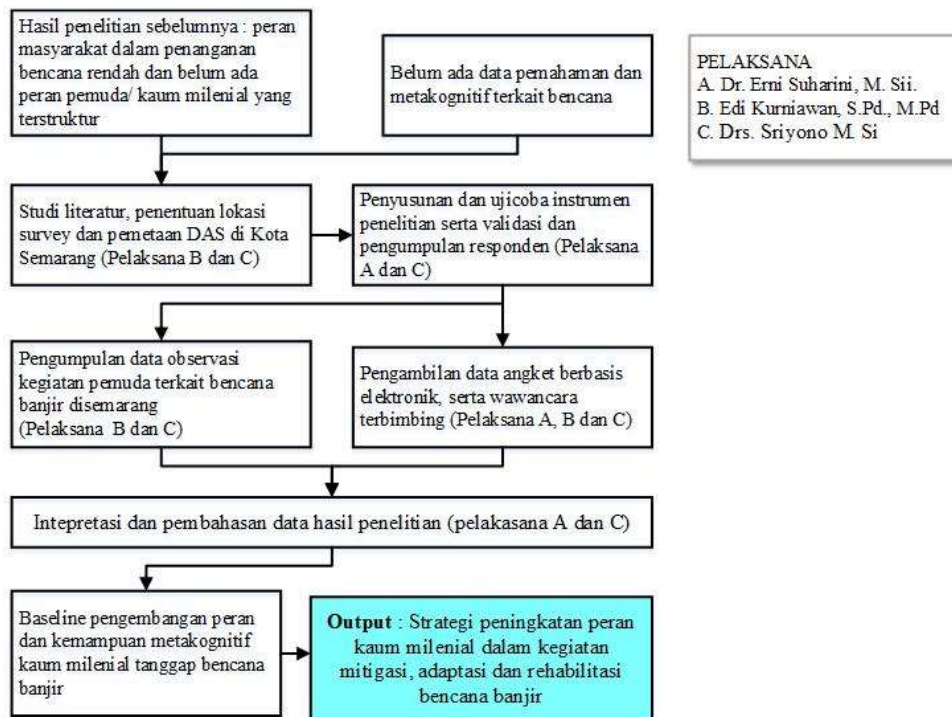 Hasil penelitian sebelumnya : peran
masyarakat dalam penanganan
bencana rendah dan belum ada
peran pemuda/ kaum milenial yang
terstruktur
Belum ada data pemahaman dan
metakognitif terkait bencana
PELAKSANA
A. Dr. Erni Suharini, M. Sii.
B. Edi Kurniawan, S.Pd., M.Pd
C. Drs. Sriyono M. Si
Studi literatur, penentuan lokasi
survey dan pemetaan DAS di Kota
Semarang (Pelaksana B dan C)
Penyusunan dan ujicoba instrumen
penelitian serta validasi dan
pengumpulan responden (Pelaksana
A dan C)
Pengumpulan data observasi
kegiatan pemuda terkait bencana
banjir disemarang
(Pelaksana B dan C)
Pengambilan data angket berbasis
elektronik, serta wawancara
terbimbing (Pelaksana A, B dan C)
Intepretasi dan pembahasan data hasil penelitian (pelakasana A dan C)
Baseline pengembangan peran
dan kemampuan metakognitif
kaum milenial tanggap bencana
banjir
Output : Strategi peningkatan peran
kaum milenial dalam kegiatan
mitigasi, adaptasi dan rehabilitasi
bencana banjir